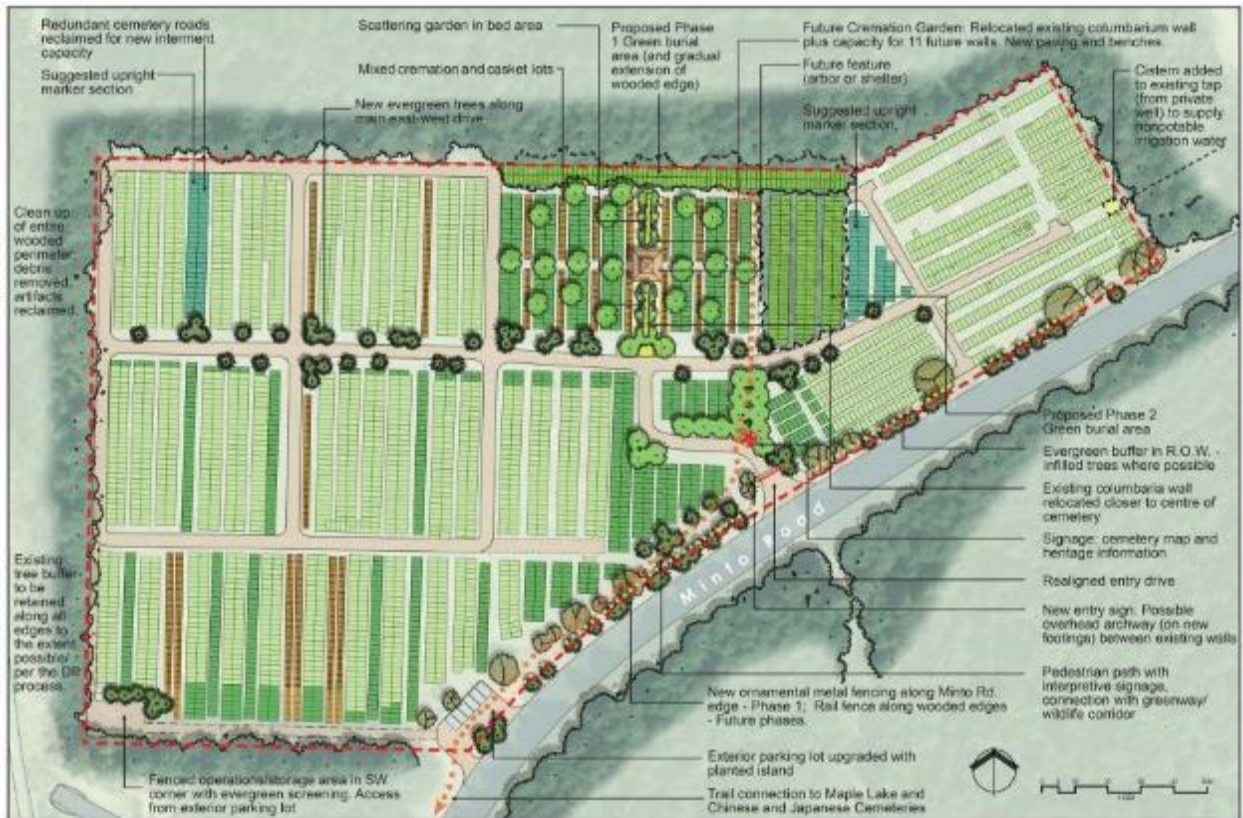 Redundant cemetery roads
reclaimed for new interment
capacity
Suggested upright
marker section
Scattering garden in bed area
Mixed cremation and casket lots
New evergreen trees along
main east-west drive
Proposed Phase
1 Green burial
area (and gradual
extension of
wooded edge)
Future Cremation Garden: Relocated existing columbarium wall
plus capacity for 11 future walls. New paving and benches.
Future feature
(arbor or shelter)
Suggested upright
marker section
Cistern added
to existing tap
(from private
well) to supply
nonpotable
irrigation water
Clean up
of entire
wooded
perimeter;
debris
removed,
artifacts
reclaimed.
Existing
tree buffer
to be
retained
along all
edges to
the extent
possible/
per the DP
process.
Minto Road
Proposed Phase 2
Green burial area
Evergreen buffer in R.O.W. -
infilled trees where possible
Existing columbaria wall
relocated closer to centre of
cemetery
Signage: cemetery map and
heritage information
Realigned entry drive
New entry sign: Possible
overhead archway (on new
footings) between existing walls
Pedestrian path with
interpretive signage,
connection with greenway/
wildlife corridor
New ornamental metal fencing along Minto Rd.
edge - Phase 1; Rail fence along wooded edges
- Future phases.
Exterior parking lot upgraded with
planted island
Trail connection to Maple Lake and
Chinese and Japanese Cemeteries
Fenced operations/storage area in SW
corner with evergreen screening. Access
from exterior parking lot